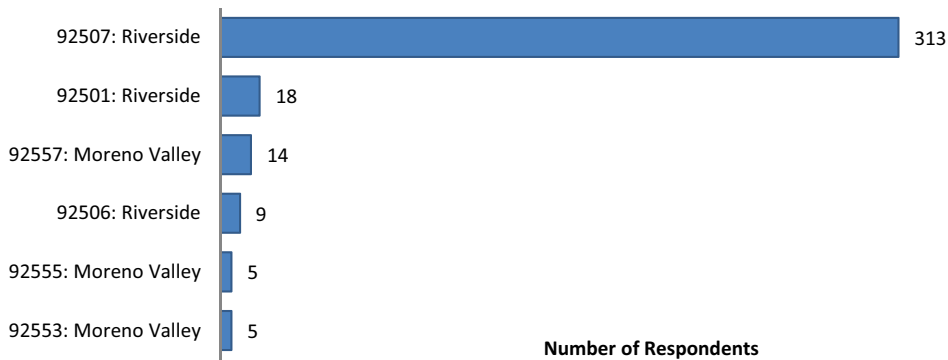 92507: Riverside 313
92501: Riverside 18
92557: Moreno Valley 14
92506: Riverside 9
92555: Moreno Valley 5
92553: Moreno Valley 5
Number of Respondents